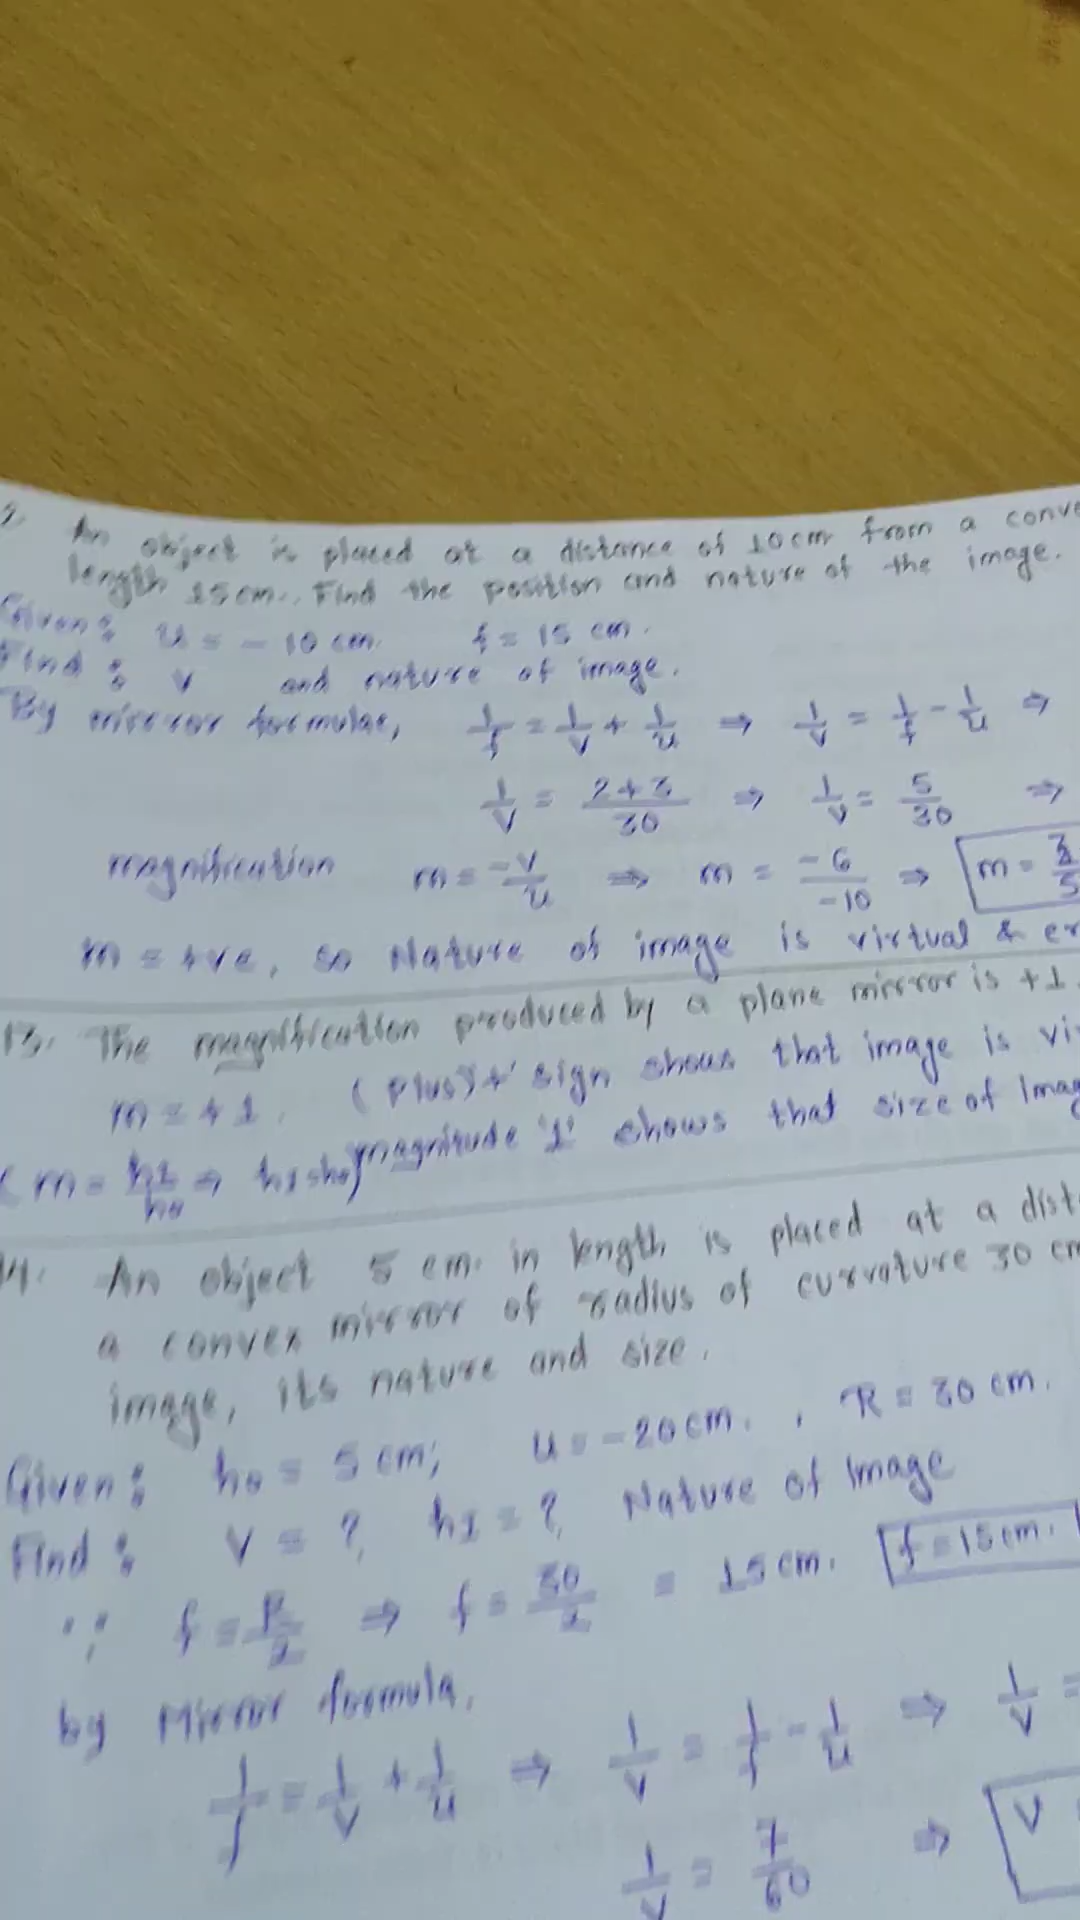 An object is placed at a distance of 10 cm from a conve
length 15 cm. Find the position and nature of the image.
Given: u = - 10 cm. f = 15 cm.
Find: v and nature of image.
By mirror formulae, 1/f = 1/v + 1/u ⇒ 1/v = 1/f - 1/u ⇒
1/v = 2+3/30 ⇒ 1/v = 5/30 ⇒
magnification m = -v/u ⇒ m = -6/-10 ⇒ m = 3/5
m = +ve, so Nature of image is virtual & er
13. The magnification produced by a plane mirror is +1.
m = +1. (plus) '+' sign shows that image is vir
(m = hI/ho ⇒ hI = ho) magnitude '1' shows that size of Imag
14. An object 5 cm. in length is placed at a dist
a convex mirror of radius of curvature 30 cm
image, its nature and size.
Given: ho = 5 cm; u = -20 cm., R = 30 cm.
Find: v = ?, hI = ?, Nature of Image
∵ f = R/2 ⇒ f = 30/2 = 15 cm. f = 15 cm.
by Mirror formula,
1/f = 1/v + 1/u ⇒ 1/v = 1/f - 1/u ⇒ 1/v =
1/v = 7/60 ⇒ v